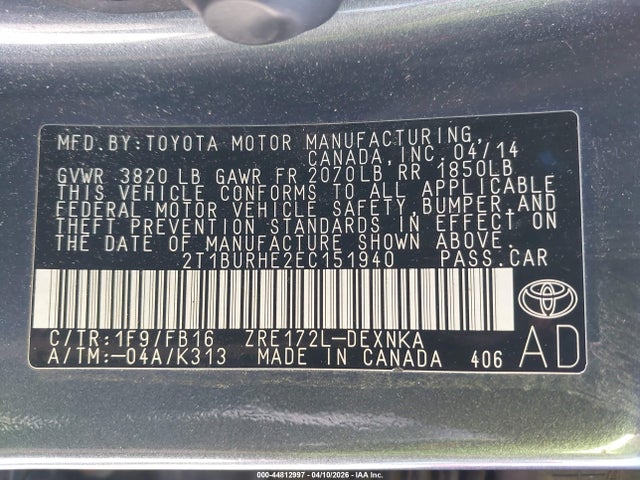 MFD.BY:TOYOTA MOTOR MANUFACTURING,
CANADA,INC. 04/14
GVWR 3820 LB GAWR FR 2070LB RR 1850LB
THIS VEHICLE CONFORMS TO ALL APPLICABLE
FEDERAL MOTOR VEHICLE SAFETY, BUMPER, AND
THEFT PREVENTION STANDARDS IN EFFECT ON
THE DATE OF MANUFACTURE SHOWN ABOVE.
2T1BURHE2EC151940 PASS.CAR
C/TR:1F9/FB16 ZRE172L-DEXNKA
A/TM:-04A/K313 MADE IN CANADA 406
AD
000-44812997 - 04/10/2026 - IAA Inc.